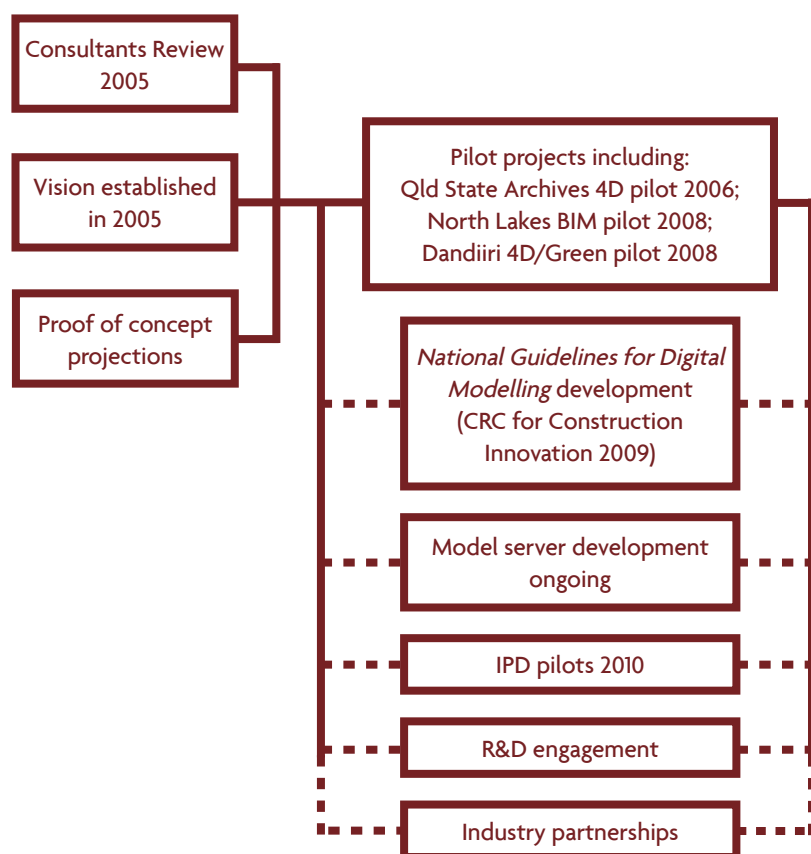 Consultants Review
2005
Vision established
in 2005
Proof of concept
projections
Pilot projects including:
Qld State Archives 4D pilot 2006;
North Lakes BIM pilot 2008;
Dandiiri 4D/Green pilot 2008
National Guidelines for Digital
Modelling development
(CRC for Construction
Innovation 2009)
Model server development
ongoing
IPD pilots 2010
R&D engagement
Industry partnerships